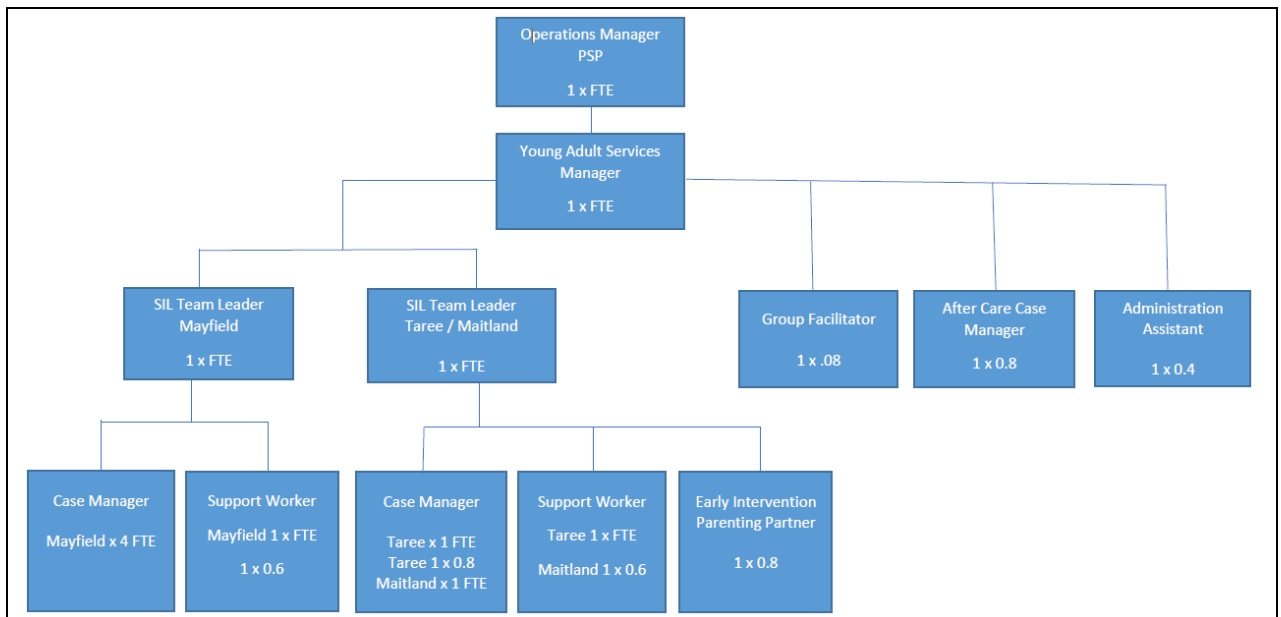 Operations Manager
PSP
1 x FTE
Young Adult Services
Manager
1 x FTE
SIL Team Leader
Mayfield
1 x FTE
SIL Team Leader
Taree / Maitland
1 x FTE
Group Facilitator
1 x .08
After Care Case
Manager
1 x 0.8
Administration
Assistant
1 x 0.4
Case Manager
Mayfield x 4 FTE
Support Worker
Mayfield 1 x FTE
1 x 0.6
Case Manager
Taree x 1 FTE
Taree 1 x 0.8
Maitland x 1 FTE
Support Worker
Taree 1 x FTE
Maitland 1 x 0.6
Early Intervention
Parenting Partner
1 x 0.8